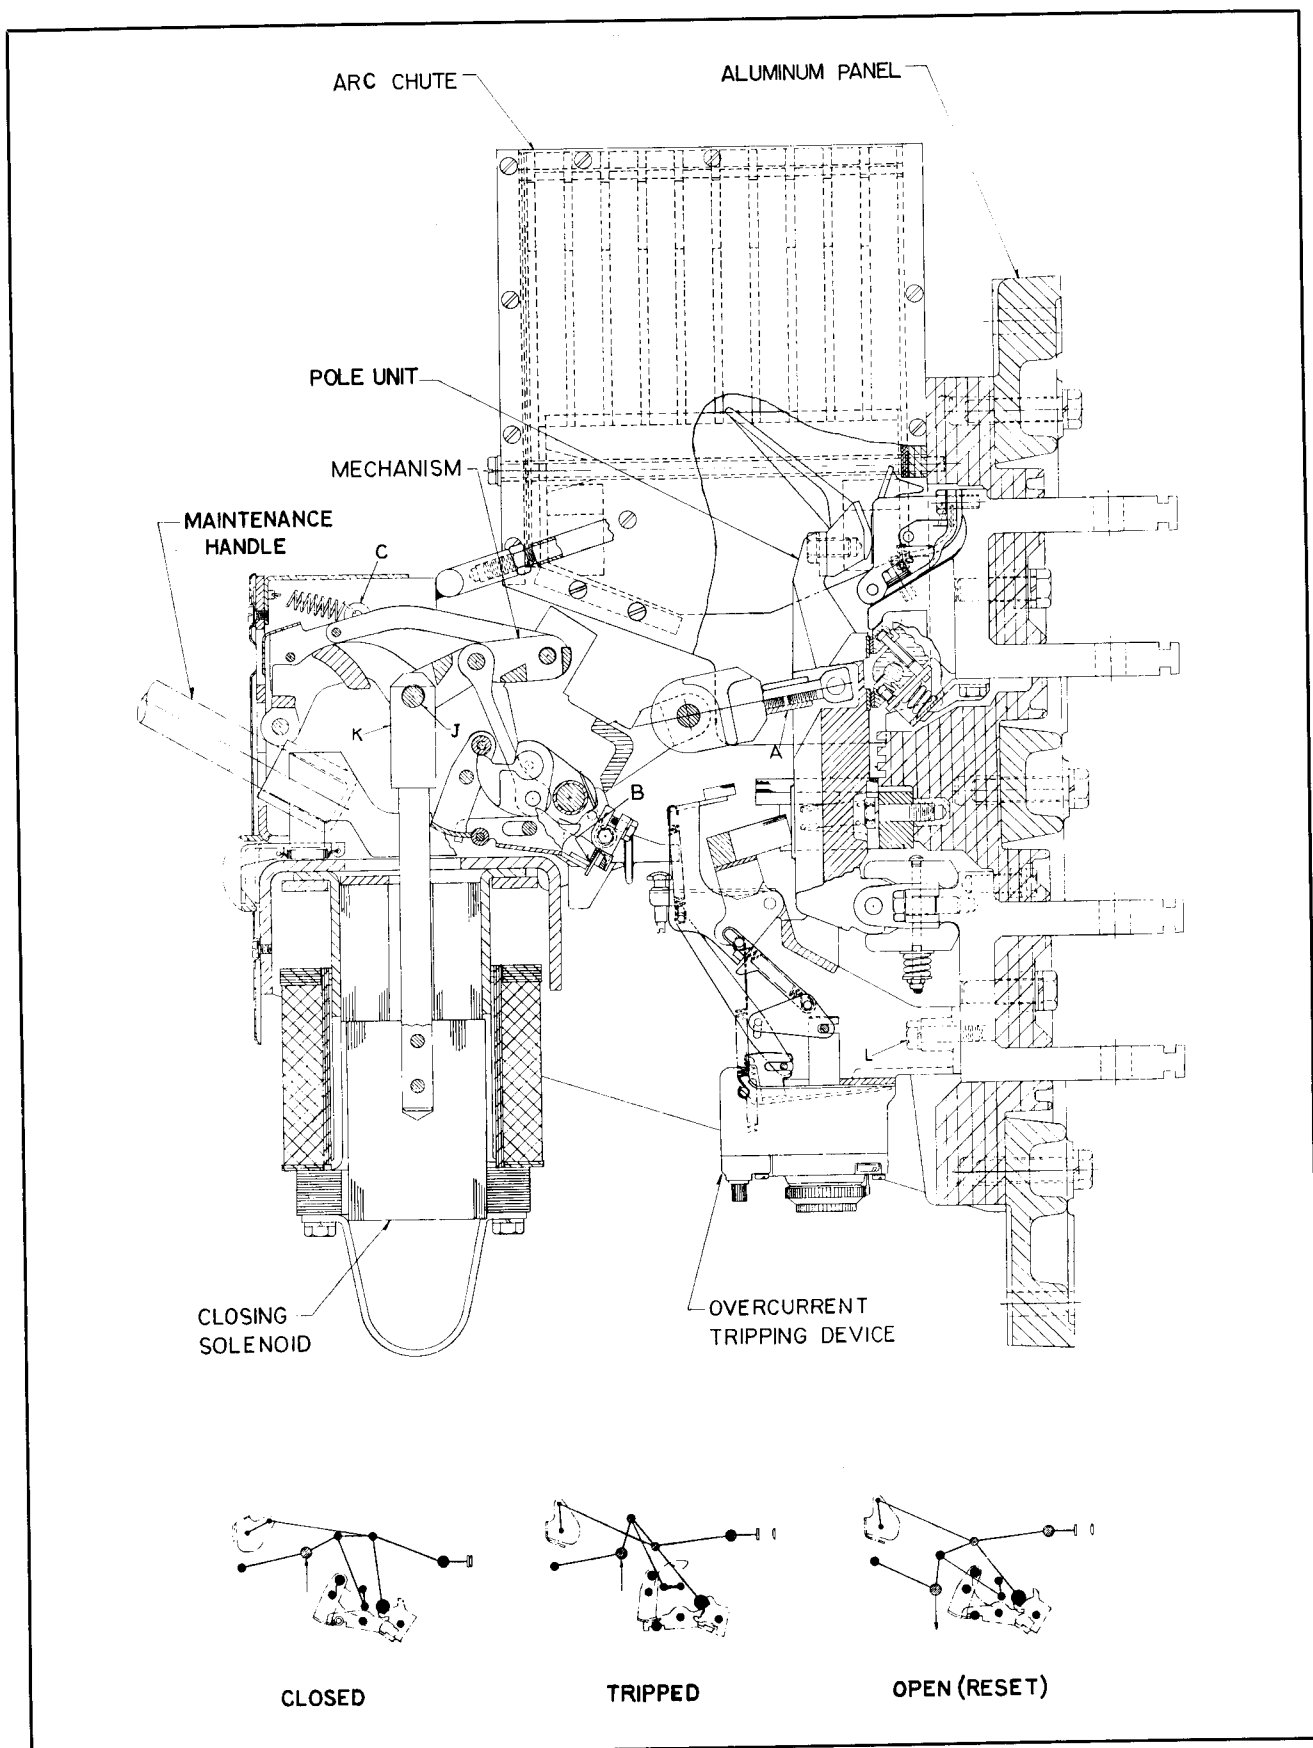 ARC CHUTE
ALUMINUM PANEL
POLE UNIT
MECHANISM
MAINTENANCE
HANDLE
C
K
J
A
B
L
CLOSING
SOLENOID
OVERCURRENT
TRIPPING DEVICE
CLOSED
TRIPPED
OPEN (RESET)